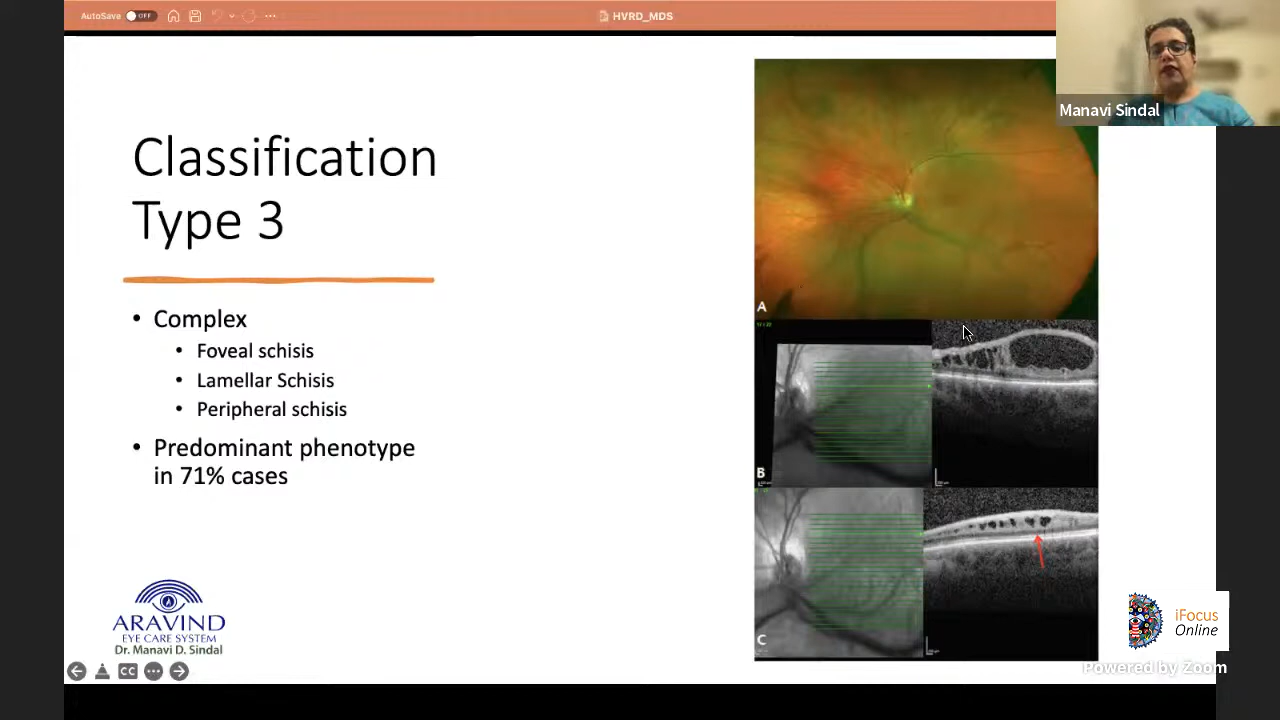 AutoSave OFF
HVRD_MDS
Manavi Sindal
Classification
Type 3
• Complex
• Foveal schisis
• Lamellar Schisis
• Peripheral schisis
• Predominant phenotype
in 71% cases
A
B
C
ARAVIND
EYE CARE SYSTEM
Dr. Manavi D. Sindal
CC
iFocus
Online
Powered by Zoom